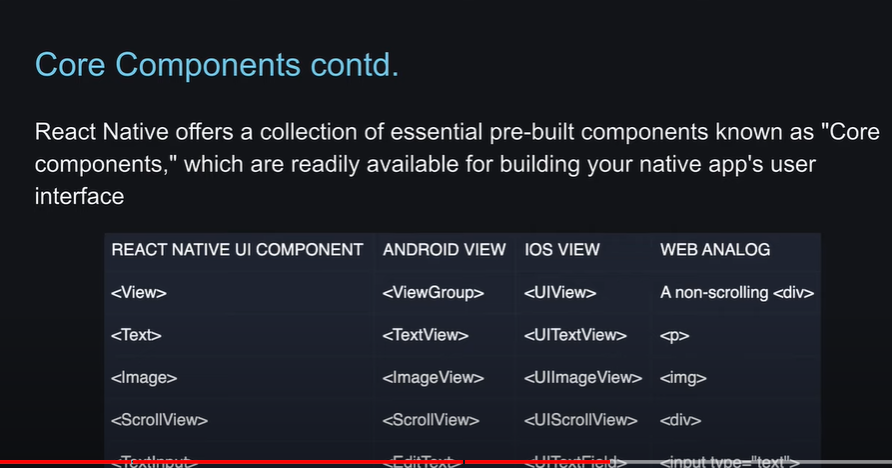 Core Components contd.
React Native offers a collection of essential pre-built components known as "Core
components," which are readily available for building your native app's user
interface
REACT NATIVE UI COMPONENT ANDROID VIEW IOS VIEW WEB ANALOG
<View> <ViewGroup> <UIView> A non-scrolling <div>
<Text> <TextView> <UITextView> <p>
<Image> <ImageView> <UIImageView> <img>
<ScrollView> <ScrollView> <UIScrollView> <div>
<TextInput> <EditText> <UITextField> <input type="text">